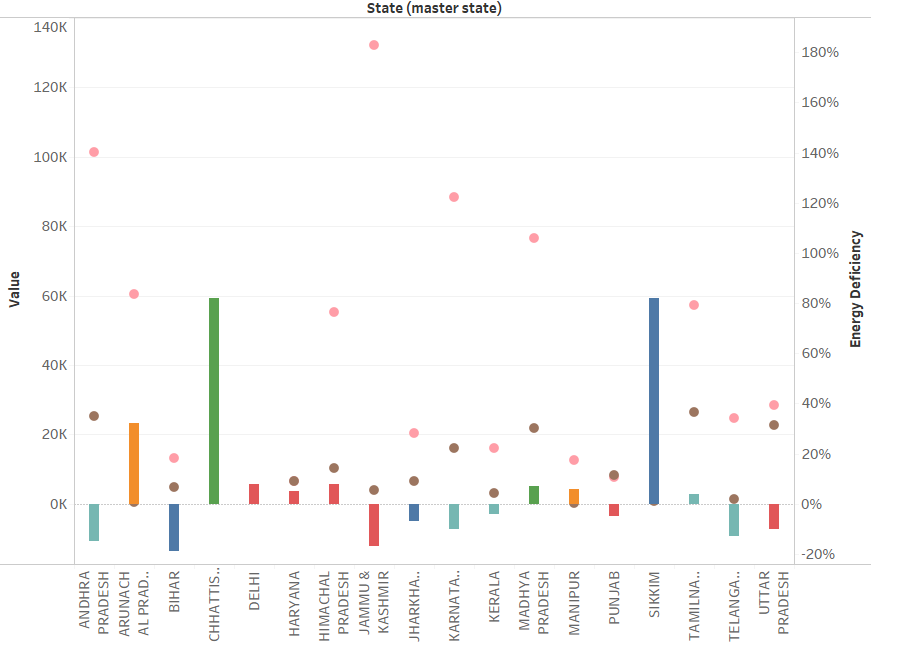 State (master state)
140K
120K
100K
80K
60K
40K
20K
0K
Value
180%
160%
140%
120%
100%
80%
60%
40%
20%
0%
-20%
Energy Deficiency
ANDHRA
PRADESH
ARUNACH
AL PRAD..
BIHAR
CHHATTIS..
DELHI
HARYANA
HIMACHAL
PRADESH
JAMMU &
KASHMIR
JHARKHA..
KARNATA..
KERALA
MADHYA
PRADESH
MANIPUR
PUNJAB
SIKKIM
TAMILNA..
TELANGA..
UTTAR
PRADESH